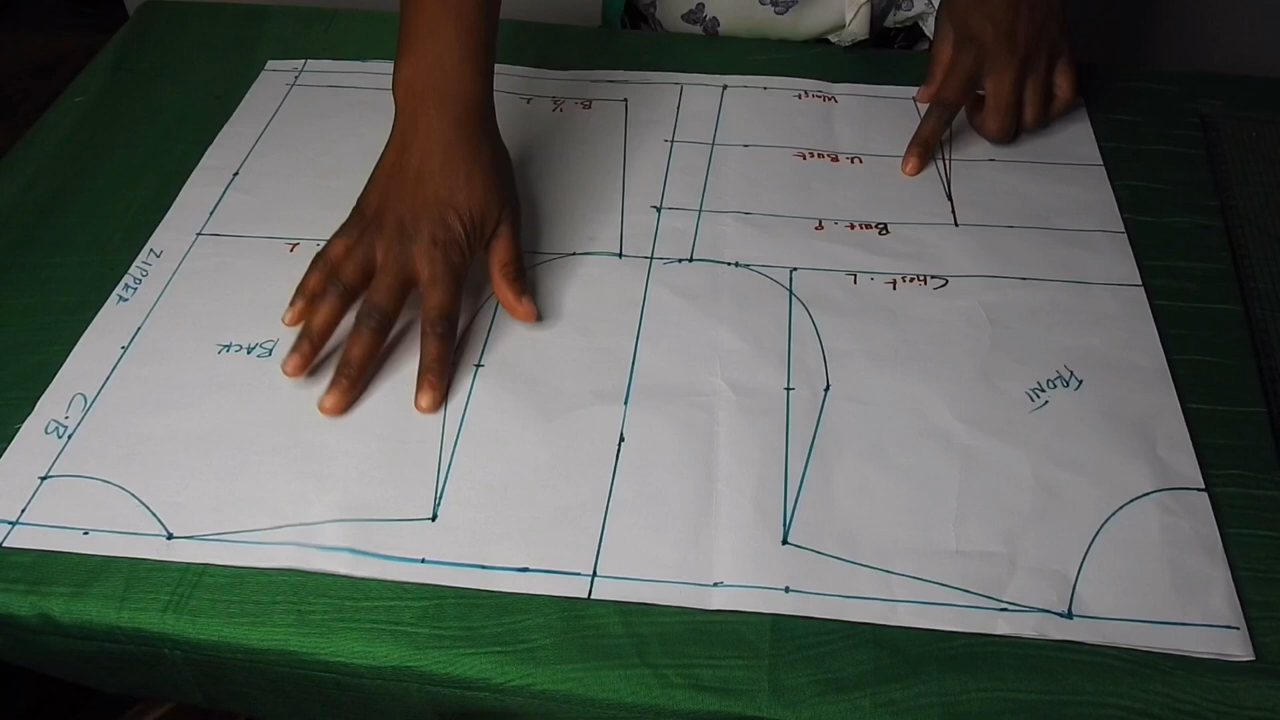 B. ½ L
Waist
U. Bust
Bust. P
Chest. L
L
ZIPPER
BACK
C.B
FRONT